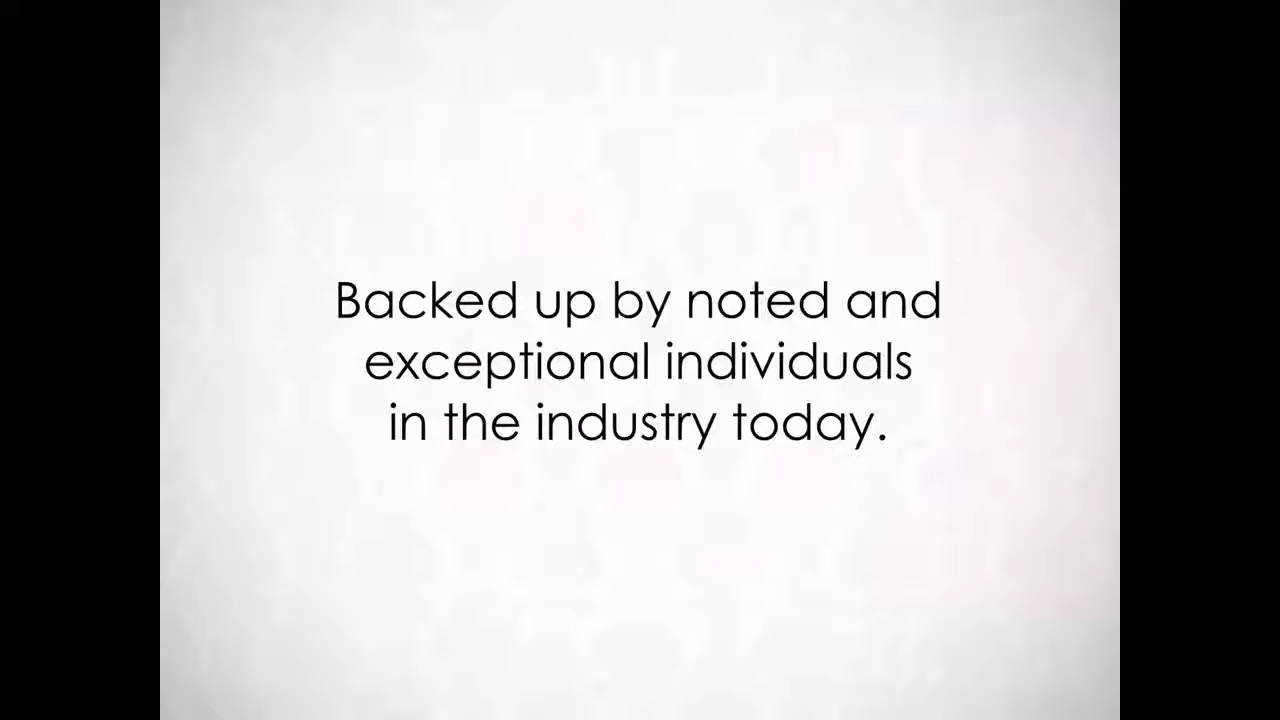 Backed up by noted and
exceptional individuals
in the industry today.